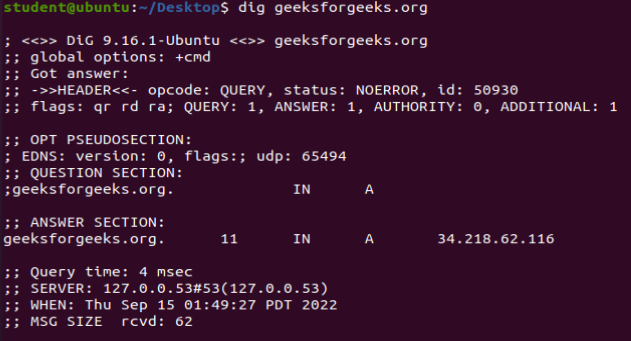 student@ubuntu:~/Desktop$ dig geeksforgeeks.org
; <<>> DiG 9.16.1-Ubuntu <<>> geeksforgeeks.org
;; global options: +cmd
;; Got answer:
;; ->>HEADER<<- opcode: QUERY, status: NOERROR, id: 50930
;; flags: qr rd ra; QUERY: 1, ANSWER: 1, AUTHORITY: 0, ADDITIONAL: 1
;; OPT PSEUDOSECTION:
; EDNS: version: 0, flags:; udp: 65494
;; QUESTION SECTION:
;geeksforgeeks.org. IN A
;; ANSWER SECTION:
geeksforgeeks.org. 11 IN A 34.218.62.116
;; Query time: 4 msec
;; SERVER: 127.0.0.53#53(127.0.0.53)
;; WHEN: Thu Sep 15 01:49:27 PDT 2022
;; MSG SIZE rcvd: 62